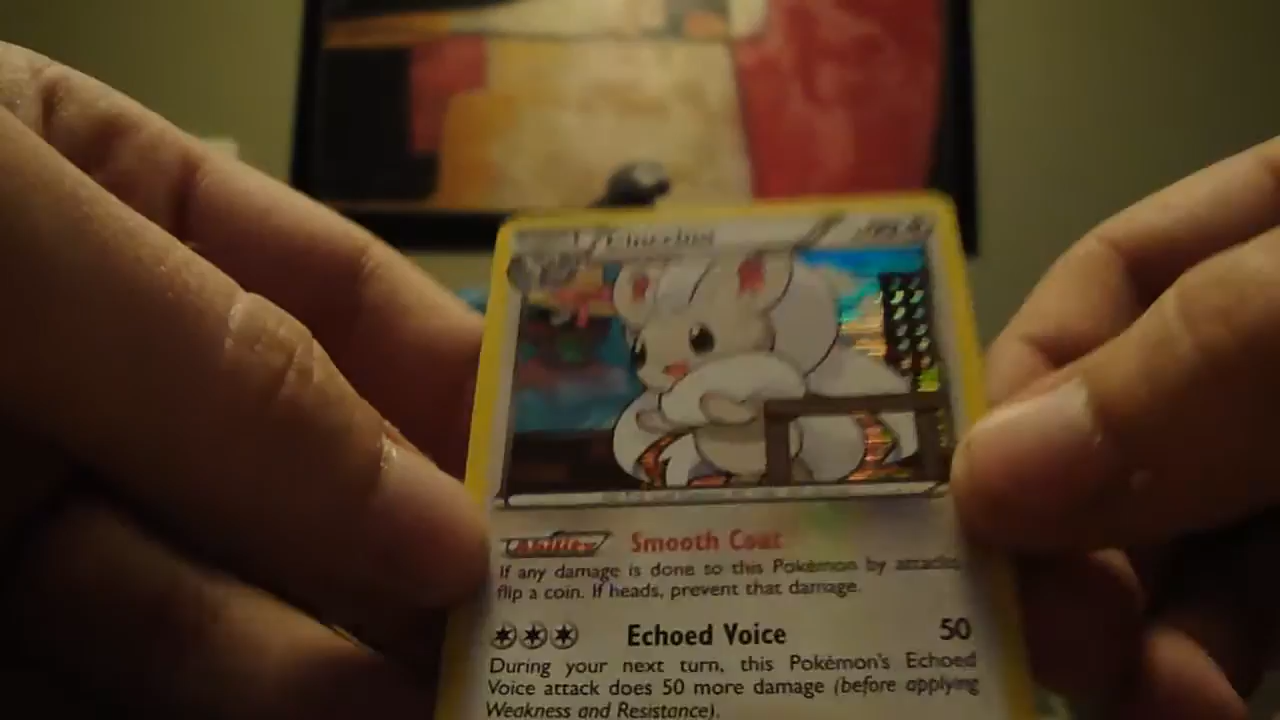 Cinccino
Ability Smooth Coat
If any damage is done to this Pokémon by attacks,
flip a coin. If heads, prevent that damage.
Echoed Voice 50
During your next turn, this Pokémon's Echoed
Voice attack does 50 more damage (before applying
Weakness and Resistance).